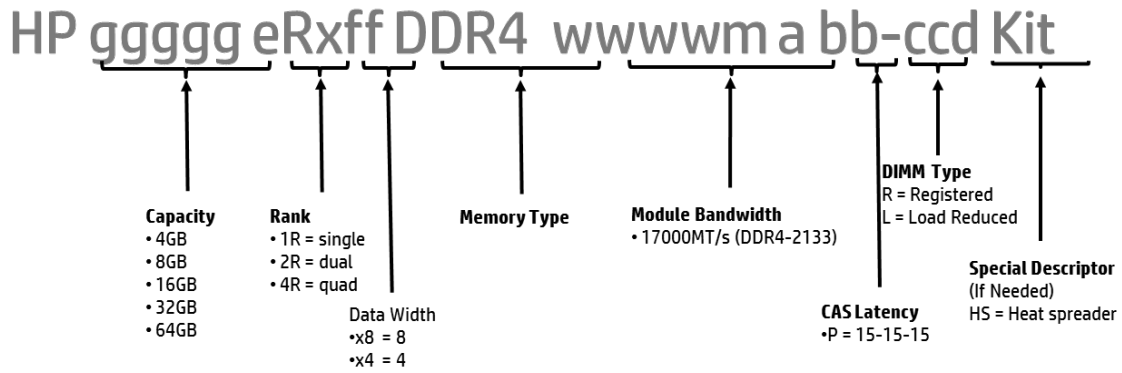 HP ggggg eRxff DDR4 wwwwm a bb-ccd Kit
Capacity
• 4GB
• 8GB
• 16GB
• 32GB
• 64GB
Rank
• 1R = single
• 2R = dual
• 4R = quad
Data Width
•x8 = 8
•x4 = 4
Memory Type
Module Bandwidth
• 17000MT/s (DDR4-2133)
CAS Latency
•P = 15-15-15
DIMM Type
R = Registered
L = Load Reduced
Special Descriptor
(If Needed)
HS = Heat spreader